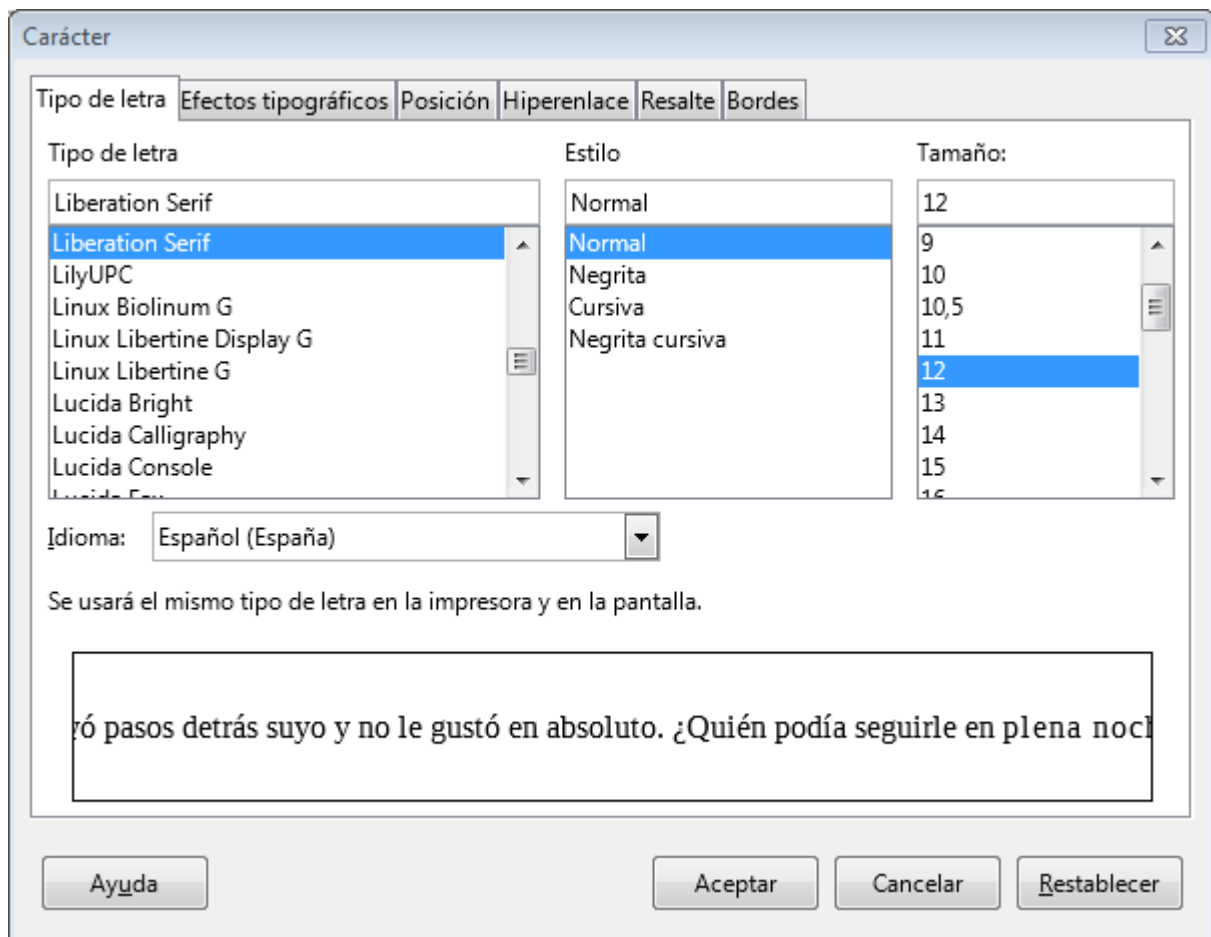 Carácter
Tipo de letra Efectos tipográficos Posición Hiperenlace Resalte Bordes
Tipo de letra Estilo Tamaño:
Liberation Serif Normal 12
Liberation Serif Normal 9
LilyUPC Negrita 10
Linux Biolinum G Cursiva 10,5
Linux Libertine Display G Negrita cursiva 11
Linux Libertine G 12
Lucida Bright 13
Lucida Calligraphy 14
Lucida Console 15
Idioma: Español (España)
Se usará el mismo tipo de letra en la impresora y en la pantalla.
yó pasos detrás suyo y no le gustó en absoluto. ¿Quién podía seguirle en plena noch
Ayuda Aceptar Cancelar Restablecer